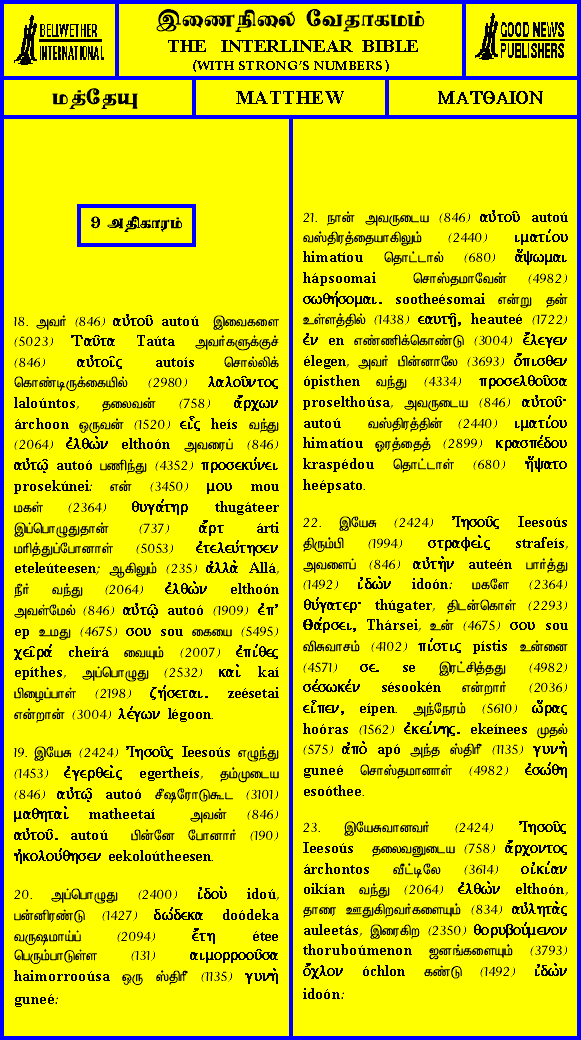 BELLWETHER
INTERNATIONAL
இணைநிலை வேதாகமம்
THE INTERLINEAR BIBLE
(WITH STRONG'S NUMBERS)
GOOD NEWS
PUBLISHERS
மத்தேயு
MATTHEW
ΜΑΤΘΑΙΟΝ
9 அதிகாரம்
18. அவர் (846) αὐτοῦ autoú இவைகளை
(5023) Ταῦτα Taúta அவர்களுக்குச்
(846) αὐτοῖς autoís சொல்லிக்
கொண்டிருக்கையில் (2980) λαλοῦντος
laloúntos, தலைவன் (758) ἄρχων
árchoon ஒருவன் (1520) εἷς heís வந்து
(2064) ἐλθὼν elthoón அவரைப் (846)
αὐτῷ autoó பணிந்து (4352) προσεκύνει
prosekúnei: என் (3450) μου mou
மகள் (2364) θυγάτηρ thugáteer
இப்பொழுதுதான் (737) ἄρτ árti
மரித்துப்போனாள் (5053) ἐτελεύτησεν
eteleúteesen; ஆகிலும் (235) ἀλλὰ Allá,
நீர் வந்து (2064) ἐλθὼν elthoón
அவள்மேல் (846) αὐτῷ autoó (1909) ἐπ'
ep உமது (4675) σου sou கையை (5495)
χεῖρά cheírá வையும் (2007) ἐπίθες
epíthes, அப்பொழுது (2532) καὶ kaí
பிழைப்பாள் (2198) ζήσεται. zeésetai
என்றான் (3004) λέγων légoon.
19. இயேசு (2424) Ἰησοῦς Ieesoús எழுந்து
(1453) ἐγερθεὶς egertheís, தம்முடைய
(846) αὐτῷ autoó சீஷரோடுகூட (3101)
μαθηταὶ matheetaí அவன் (846)
αὐτοῦ. autoú பின்னே போனார் (190)
ἠκολούθησεν eekoloútheesen.
20. அப்பொழுது (2400) ἰδοὺ idoú,
பன்னிரண்டு (1427) δώδεκα doódeka
வருஷமாய்ப் (2094) ἔτη étee
பெரும்பாடுள்ள (131) αιμορροοῦσα
haimorrooúsa ஒரு ஸ்திரீ (1135) γυνὴ
guneé;
21. நான் அவருடைய (846) αὐτοῦ autoú
வஸ்திரத்தையாகிலும் (2440) ιματίου
himatíou தொட்டால் (680) ἅψωμαι
hápsoomai சொஸ்தமாவேன் (4982)
σωθήσομαι. sootheésomai என்று தன்
உள்ளத்தில் (1438) εαυτῇ, heauteé (1722)
ἐν en எண்ணிக்கொண்டு (3004) ἔλεγεν
élegen, அவர் பின்னாலே (3693) ὄπισθεν
ópisthen வந்து (4334) προσελθοῦσα
proselthoúsa, அவருடைய (846) αὐτοῦ·
autoú வஸ்திரத்தின் (2440) ιματίου
himatíou ஓரத்தைத் (2899) κρασπέδου
kraspédou தொட்டாள் (680) ἥψατο
heépsato.
22. இயேசு (2424) Ἰησοῦς Ieesoús
திரும்பி (1994) στραφεὶς strafeís,
அவளைப் (846) αὐτὴν auteén பார்த்து
(1492) ἰδὼν idoón: மகளே (2364)
θύγατερ· thúgater, திடன்கொள் (2293)
Θάρσει, Thársei, உன் (4675) σου sou
விசுவாசம் (4102) πίστις pístis உன்னை
(4571) σε. se இரட்சித்தது (4982)
σέσωκέν sésookén என்றார் (2036)
εἶπεν, eípen. அந்நேரம் (5610) ὥρας
hoóras (1562) ἐκείνης. ekeínees முதல்
(575) ἀπὸ apó அந்த ஸ்திரீ (1135) γυνὴ
guneé சொஸ்தமானாள் (4982) ἐσώθη
esoóthee.
23. இயேசுவானவர் (2424) Ἰησοῦς
Ieesoús தலைவனுடைய (758) ἄρχοντος
árchontos வீட்டிலே (3614) οἰκίαν
oikían வந்து (2064) ἐλθὼν elthoón,
தாரை ஊதுகிறவர்களையும் (834) αὐλητὰς
auleetás, இரைகிற (2350) θορυβούμενον
thoruboúmenon ஜனங்களையும் (3793)
ὄχλον óchlon கண்டு (1492) ἰδὼν
idoón;